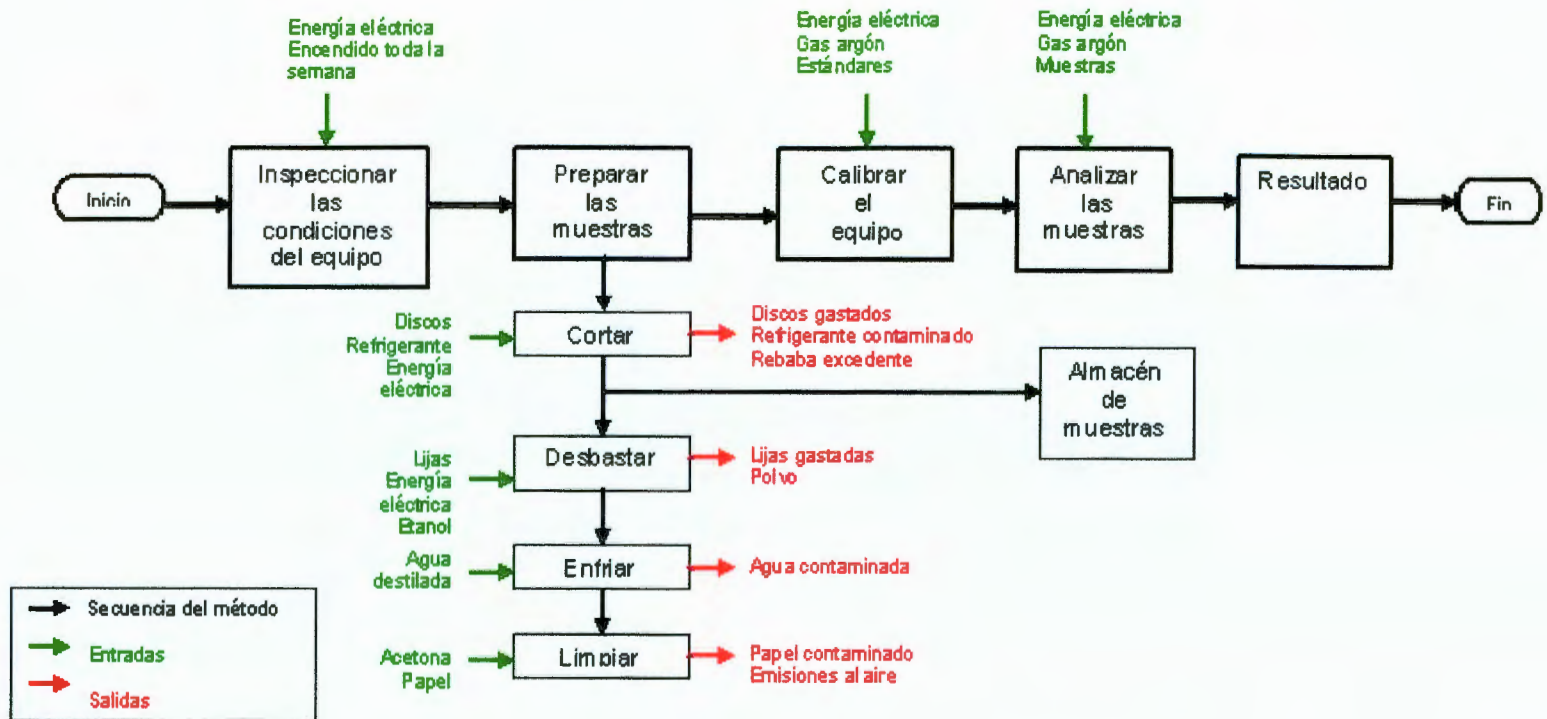 Energía eléctrica
Encendido toda la
semana
Energía eléctrica
Gas argón
Estándares
Energía eléctrica
Gas argón
Muestras
Inicio
Inspeccionar
las
condiciones
del equipo
Preparar
las
muestras
Calibrar
el
equipo
Analizar
las
muestras
Resultado
Fin
Discos
Refrigerante
Energía
eléctrica
Cortar
Discos gastados
Refrigerante contaminado
Rebaba excedente
Almacén
de
muestras
Lijas
Energía
eléctrica
Etanol
Desbastar
Lijas gastadas
Polvo
Agua
destilada
Enfriar
Agua contaminada
Acetona
Papel
Limpiar
Papel contaminado
Emisiones al aire
Secuencia del método
Entradas
Salidas